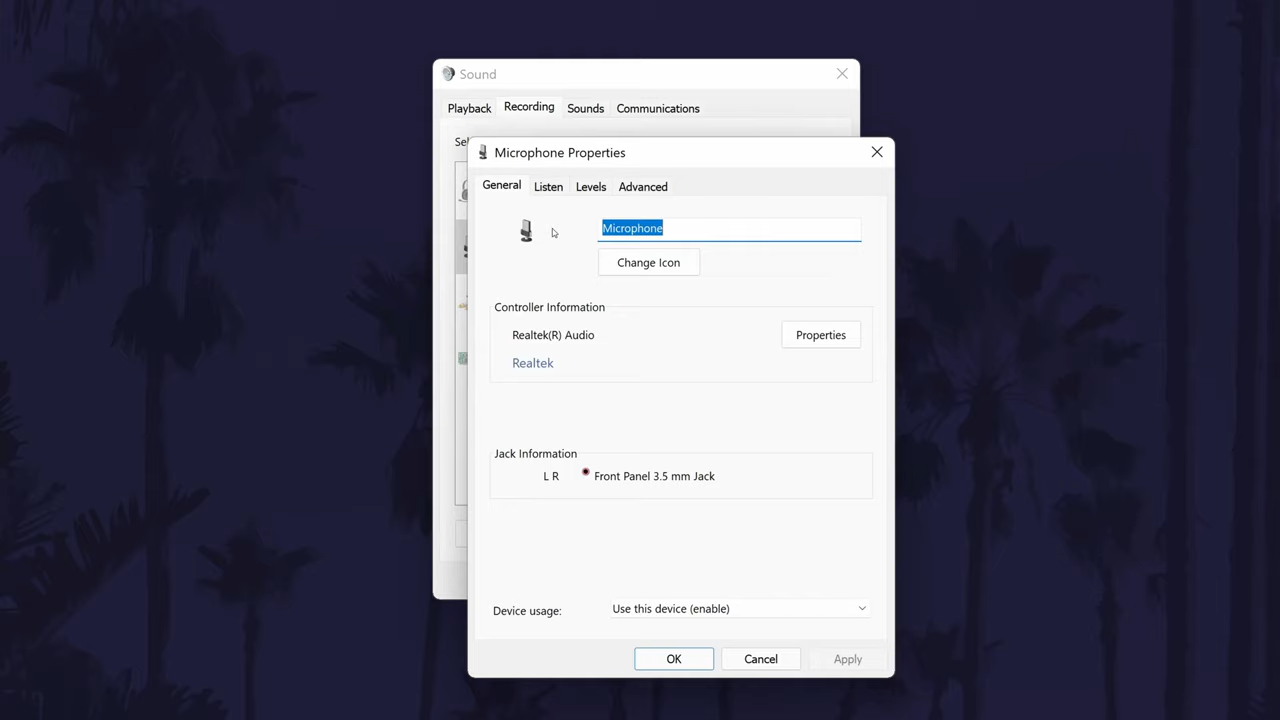 Sound
Playback Recording Sounds Communications
Sel
Microphone Properties
General Listen Levels Advanced
Microphone
Change Icon
Controller Information
Realtek(R) Audio
Properties
Realtek
Jack Information
L R Front Panel 3.5 mm Jack
Device usage:
Use this device (enable)
OK Cancel Apply